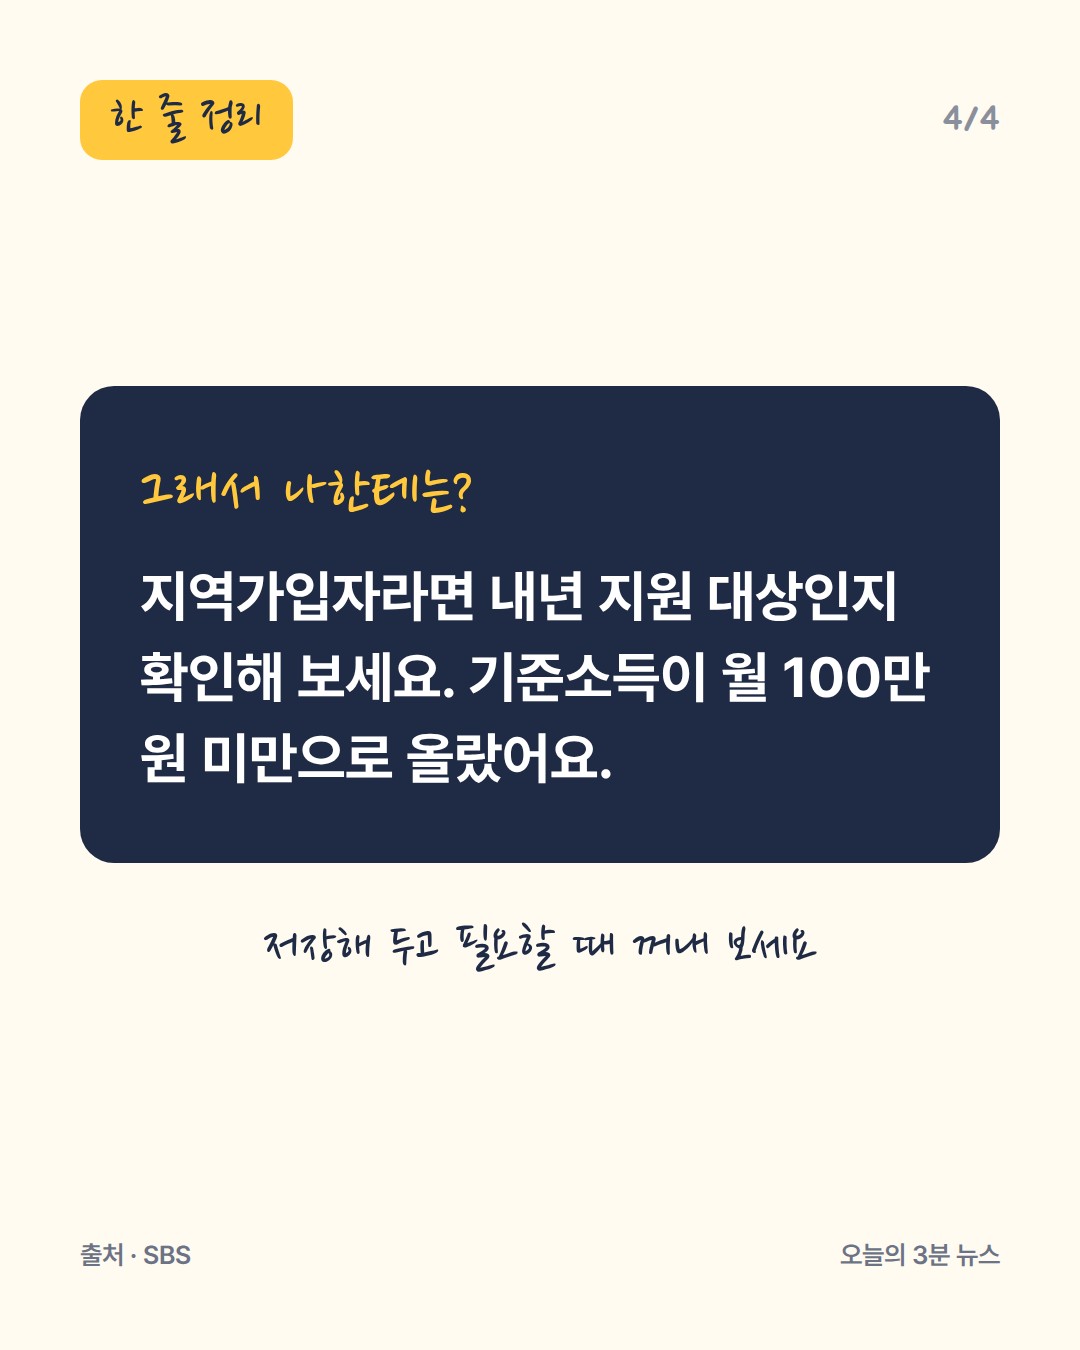 한 줄 정리
4/4
그래서 나한테는?
지역가입자라면 내년 지원 대상인지
확인해 보세요. 기준소득이 월 100만
원 미만으로 올랐어요.
저장해 두고 필요할 때 꺼내 보세요
출처 · SBS
오늘의 3분 뉴스